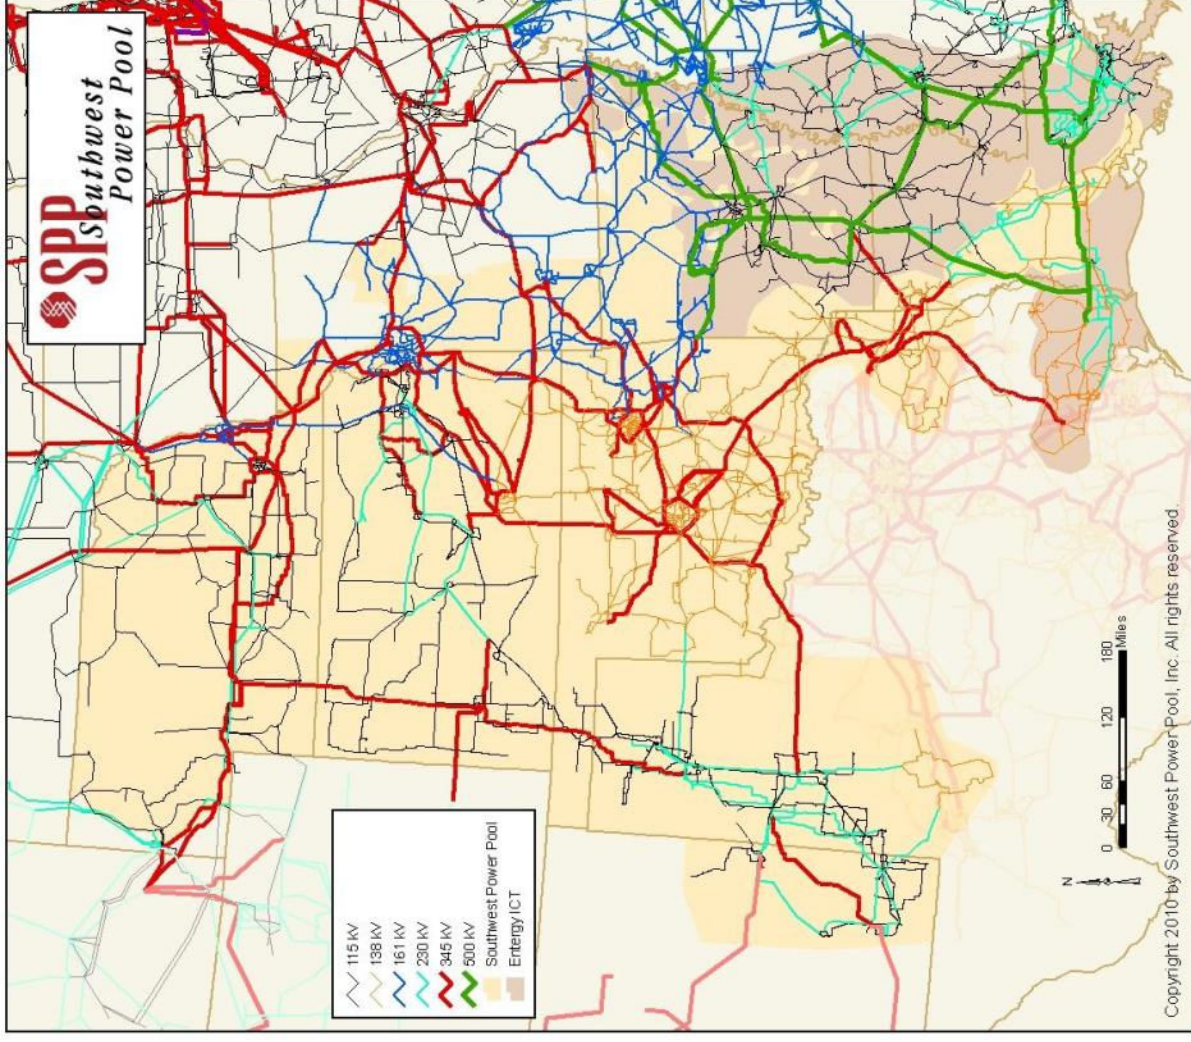 SPP
Southwest
Power Pool
115 kV
138 kV
161 kV
230 kV
345 kV
500 kV
Southwest Power Pool
Entergy ICT
N
0 30 60 120 180
Miles
Copyright 2010 by Southwest Power Pool, Inc. All rights reserved.